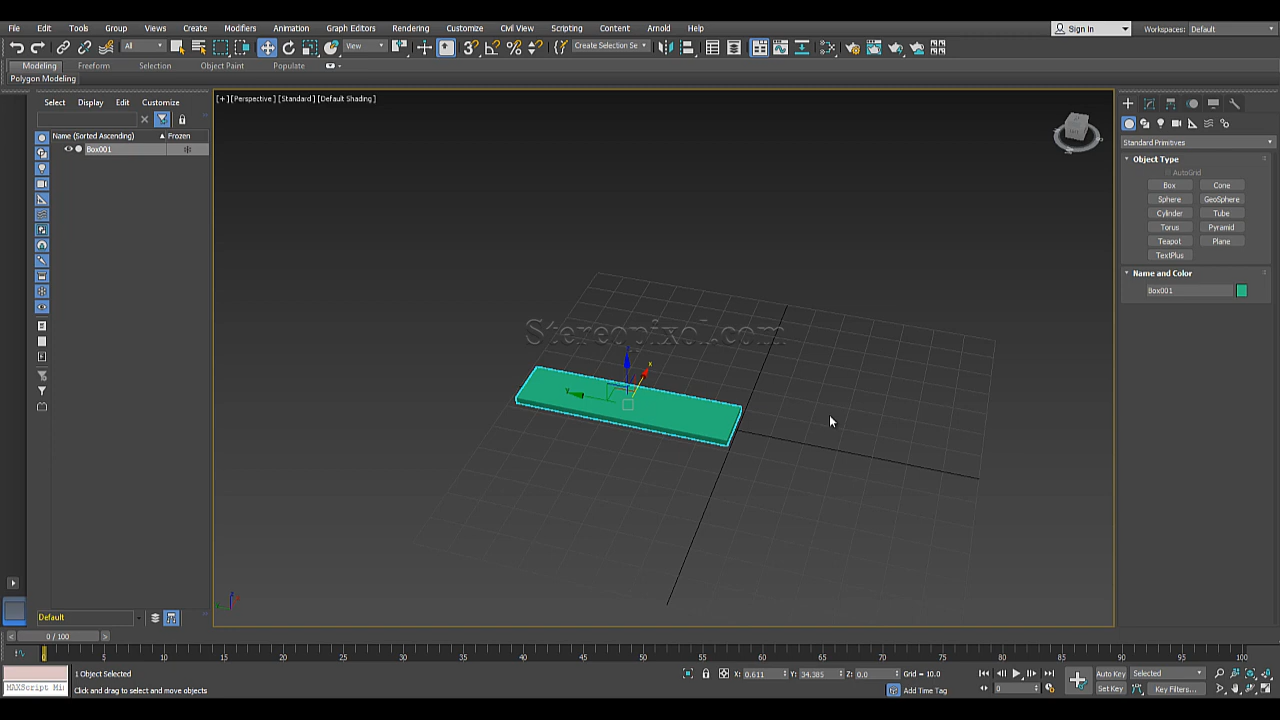 File Edit Tools Group Views Create Modifiers Animation Graph Editors Rendering Customize Civil View Scripting Content Arnold Help Sign In Workspaces: Default
All View Create Selection Se
Modeling Freeform Selection Object Paint Populate
Polygon Modeling
[+] [Perspective] [Standard] [Default Shading]
Select Display Edit Customize
Name (Sorted Ascending) Frozen
Box001
Standard Primitives
Object Type
AutoGrid
Box Cone
Sphere GeoSphere
Cylinder Tube
Torus Pyramid
Teapot Plane
TextPlus
Name and Color
Box001
Stereopixel.com
x
Y
Default
0 / 100
0 5 10 15 20 25 30 35 40 45 50 55 60 65 70 75 80 85 90 95 100
1 Object Selected
X: 0.611 Y: 34.385 Z: 0.0 Grid = 10.0
Auto Key Selected
MAXScript Mi
Click and drag to select and move objects
Add Time Tag
0
Set Key Key Filters...